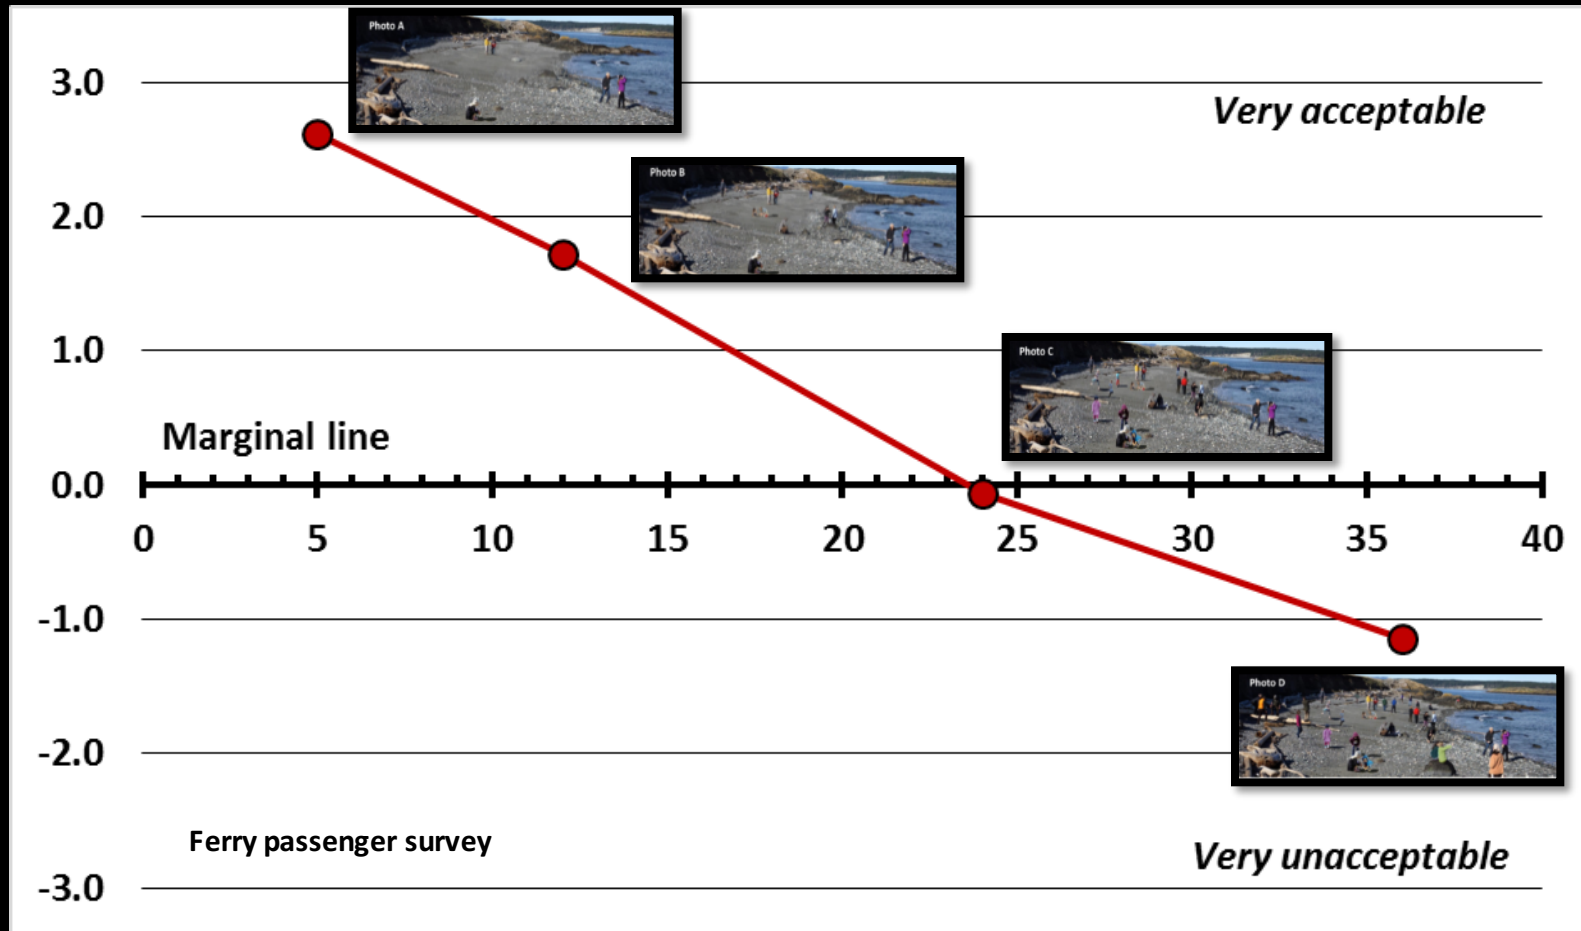 Photo A
3.0
Very acceptable
Photo B
2.0
Photo C
1.0
Marginal line
0.0
0 5 10 15 20 25 30 35 40
-1.0
Photo D
-2.0
Ferry passenger survey
Very unacceptable
-3.0